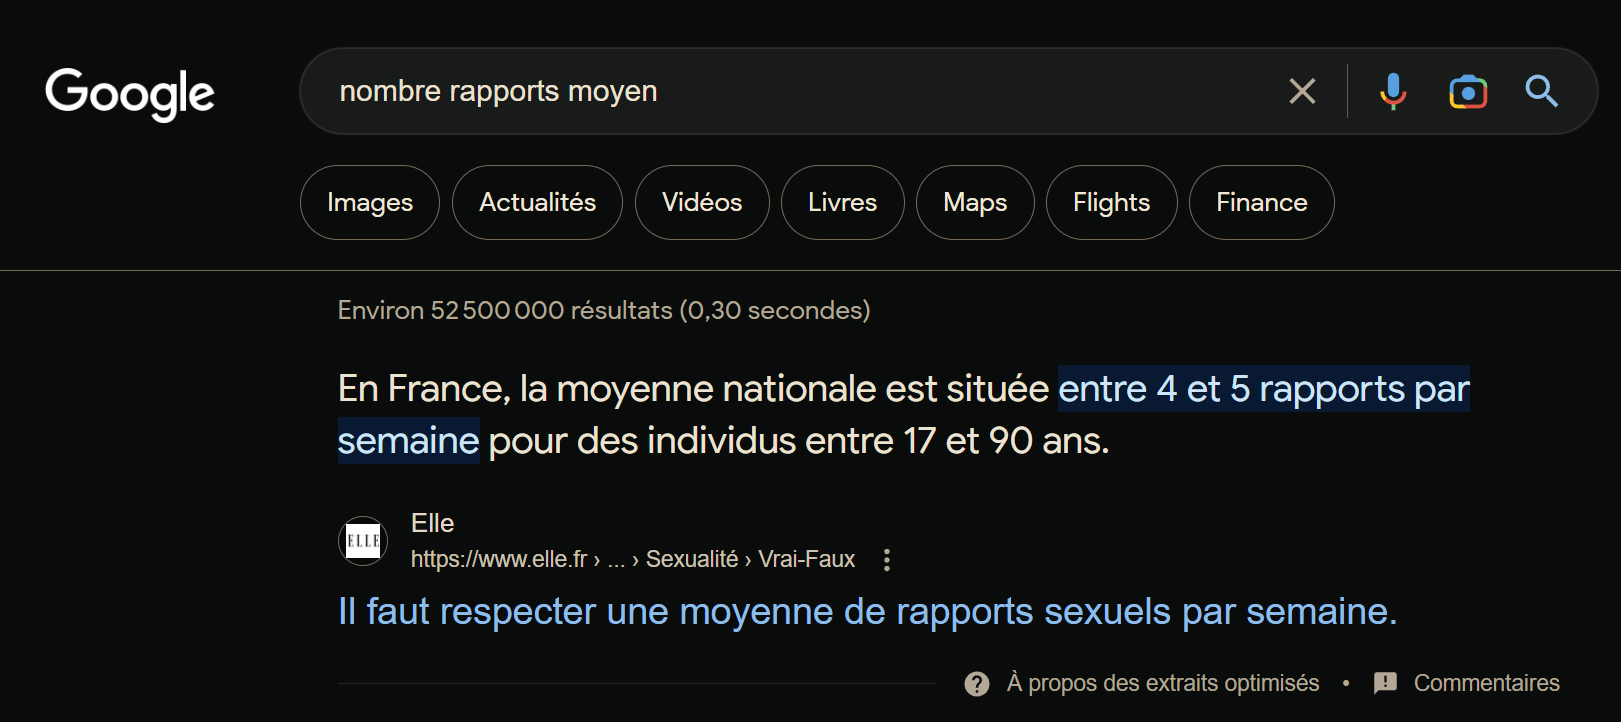 Google
nombre rapports moyen
Images Actualités Vidéos Livres Maps Flights Finance
Environ 52 500 000 résultats (0,30 secondes)
En France, la moyenne nationale est située entre 4 et 5 rapports par
semaine pour des individus entre 17 et 90 ans.
ELLE
Elle
https://www.elle.fr › ... › Sexualité › Vrai-Faux
Il faut respecter une moyenne de rapports sexuels par semaine.
À propos des extraits optimisés • Commentaires